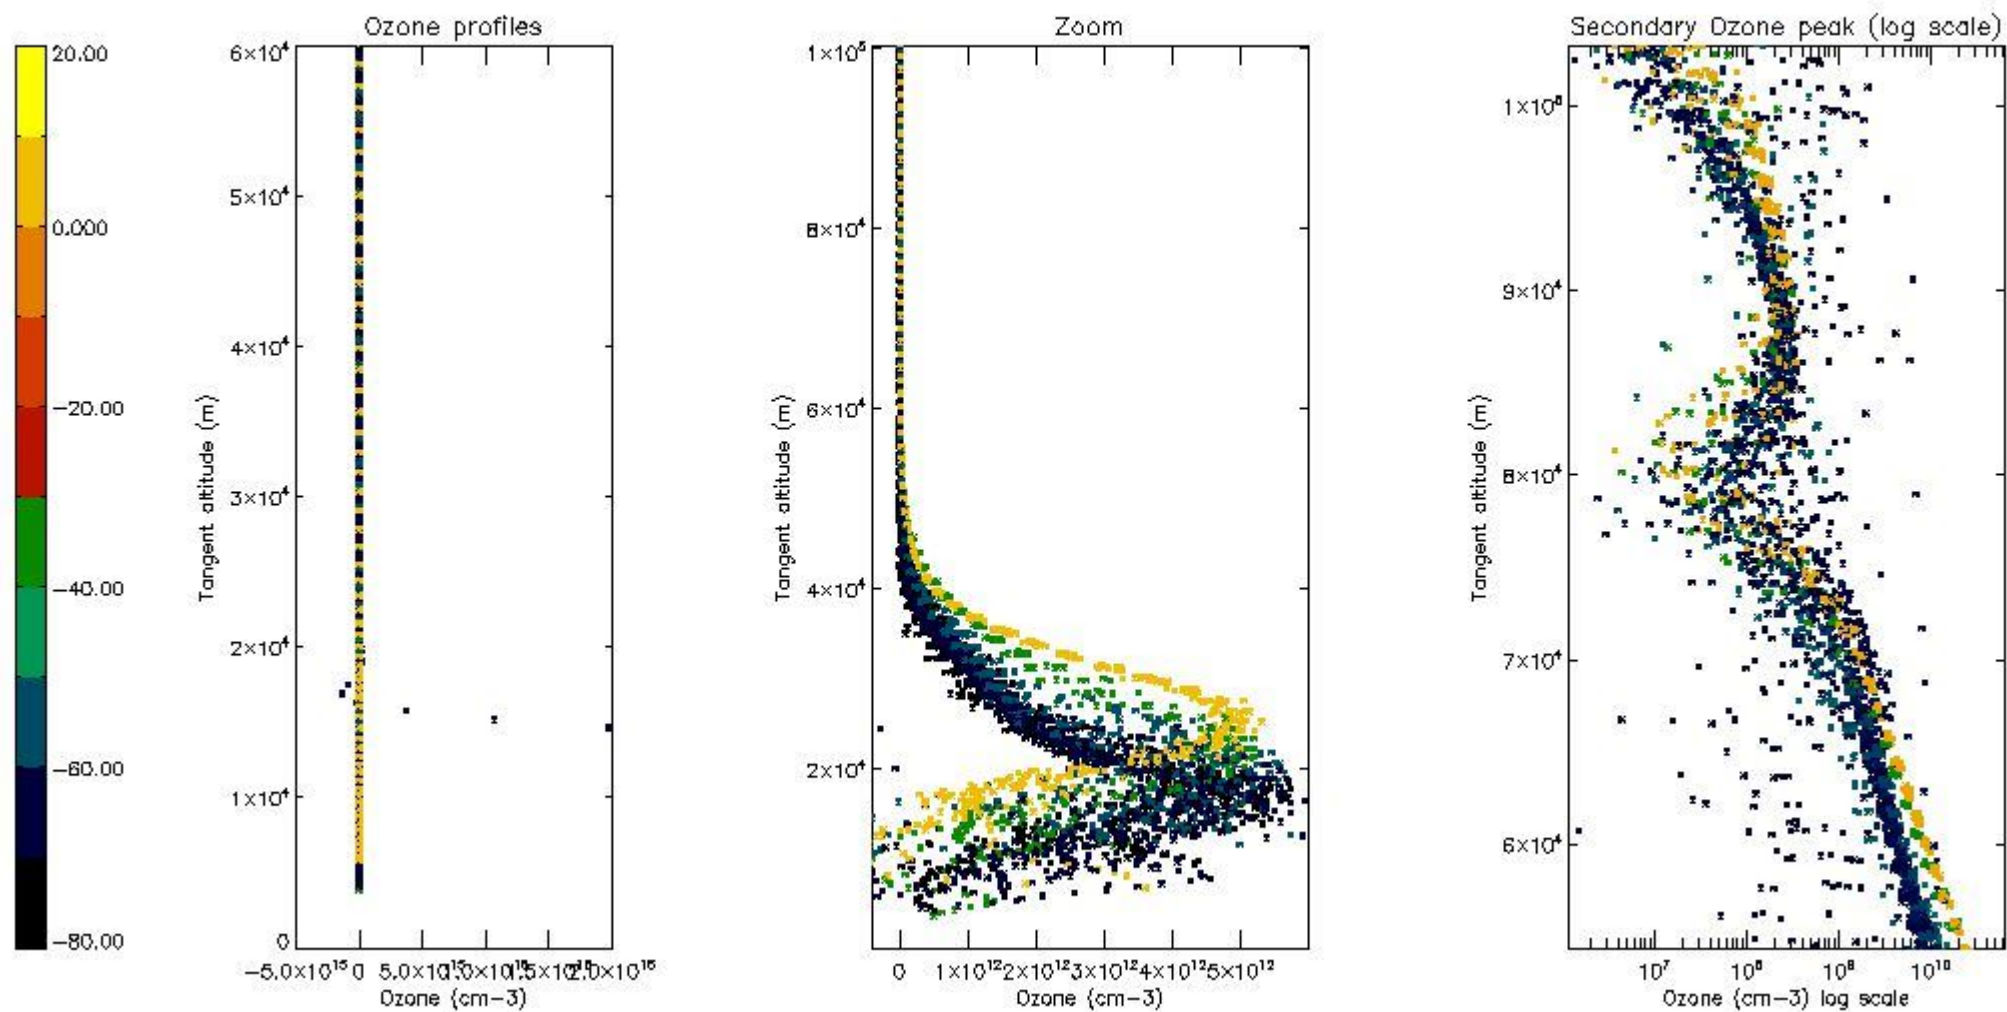 Ozone profiles
Zoom
Secondary Ozone peak (log scale)
20.00
0.000
−20.00
−40.00
−60.00
−80.00
6×10⁴
5×10⁴
4×10⁴
3×10⁴
2×10⁴
1×10⁴
0
Tangent altitude (m)
−5.0×10¹⁵ 0
Ozone (cm−3)
1×10⁵
8×10⁴
6×10⁴
4×10⁴
2×10⁴
Tangent altitude (m)
0 1×10¹² 2×10¹² 3×10¹² 4×10¹² 5×10¹²
Ozone (cm−3)
9×10⁴
8×10⁴
7×10⁴
6×10⁴
Tangent altitude (m)
10⁷ 10⁸ 10⁹ 10¹⁰
Ozone (cm−3) log scale